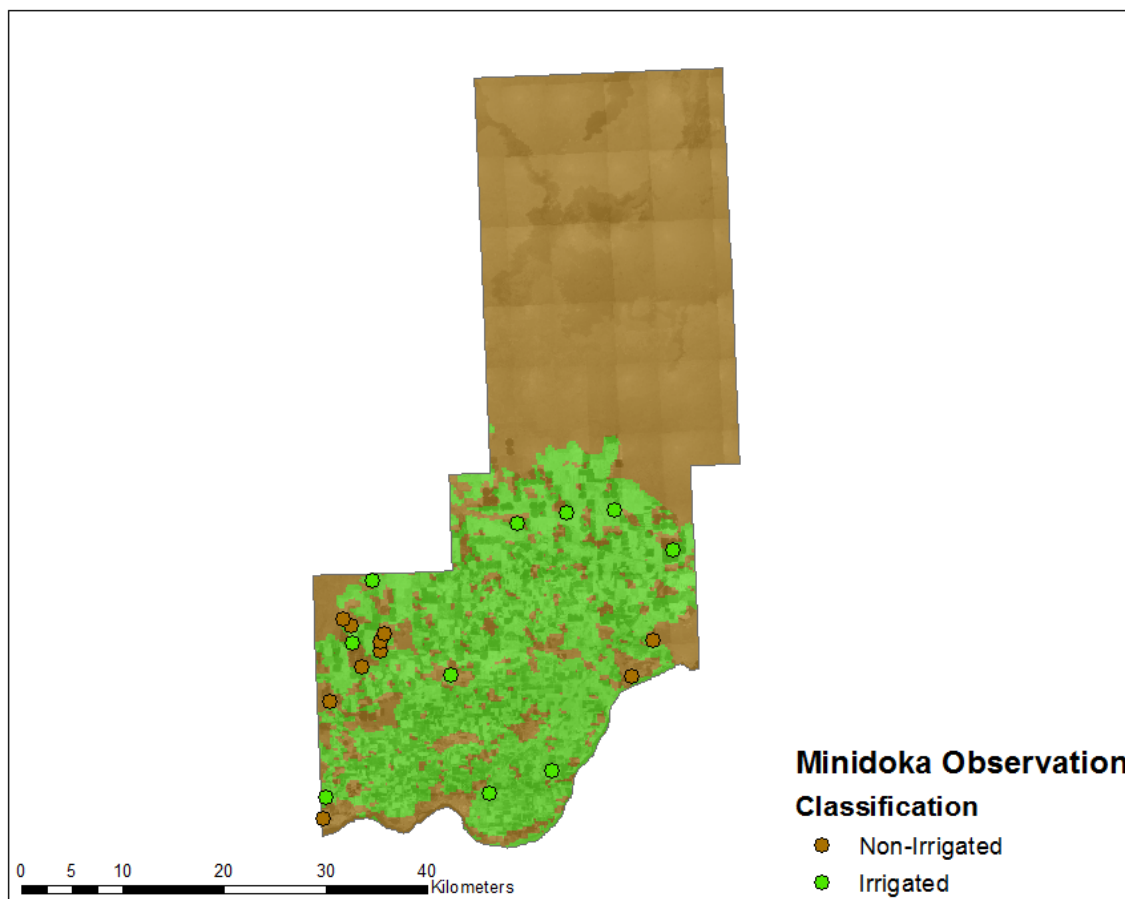 Minidoka Observation
Classification
Non-Irrigated
Irrigated
0 5 10 20 30 40
Kilometers